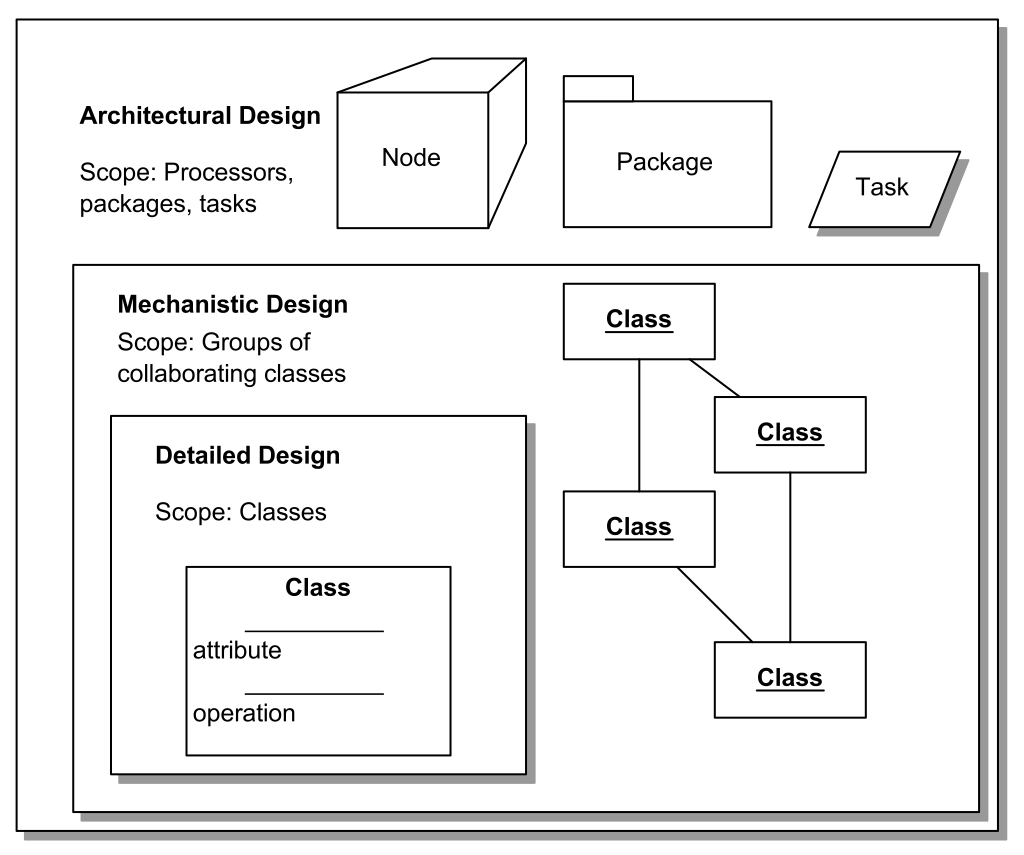 Architectural Design
Scope: Processors,
packages, tasks
Node
Package
Task
Mechanistic Design
Scope: Groups of
collaborating classes
Class
Class
Class
Class
Detailed Design
Scope: Classes
Class
attribute
operation